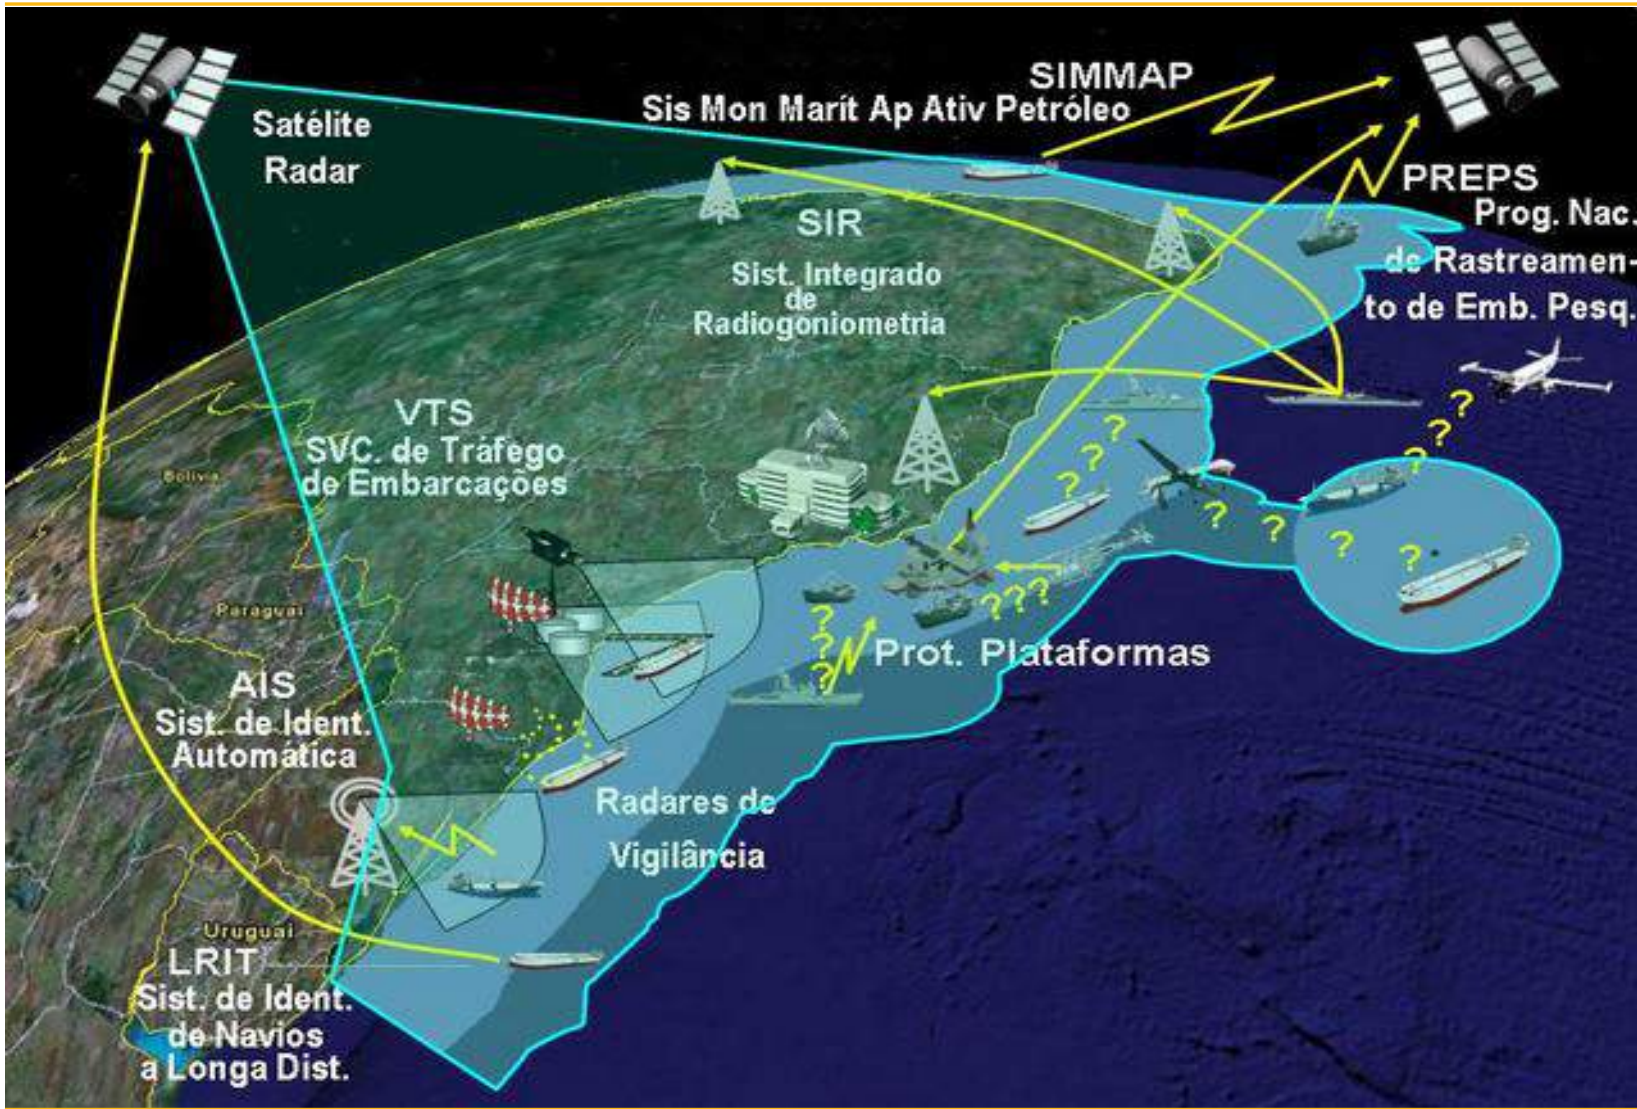 SIMMAP
Sis Mon Marít Ap Ativ Petróleo
Satélite
Radar
PREPS
Prog. Nac.
de Rastreamen-
to de Emb. Pesq.
SIR
Sist. Integrado
de
Radiogoniometria
VTS
SVC. de Tráfego
de Embarcações
Bolívia
? ? ?
? ? ?
? ? ? ?
Paraguai
???
?
?
?
Prot. Plataformas
AIS
Sist. de Ident.
Automática
Radares de
Vigilância
Uruguai
LRIT
Sist. de Ident.
de Navios
a Longa Dist.